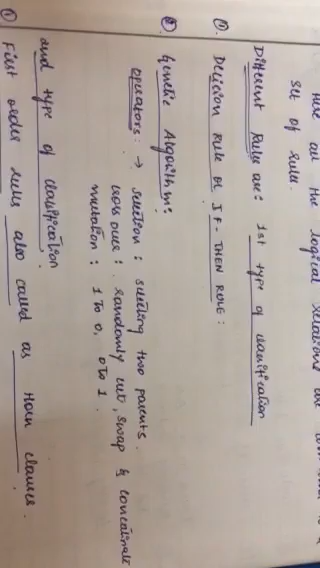 Here all the logical relations are
set of rules.
Different Rules are: 1st type of classification
①. Decision Rule or IF-THEN RULE:
②. Genetic Algorithm:
operators: → selection: selecting two parents.
cross over: Randomly cut, swap & concatinate
mutation: 1 to 0, 0 to 1.
2nd type of classification
① First order rules also called as Horn clauses.